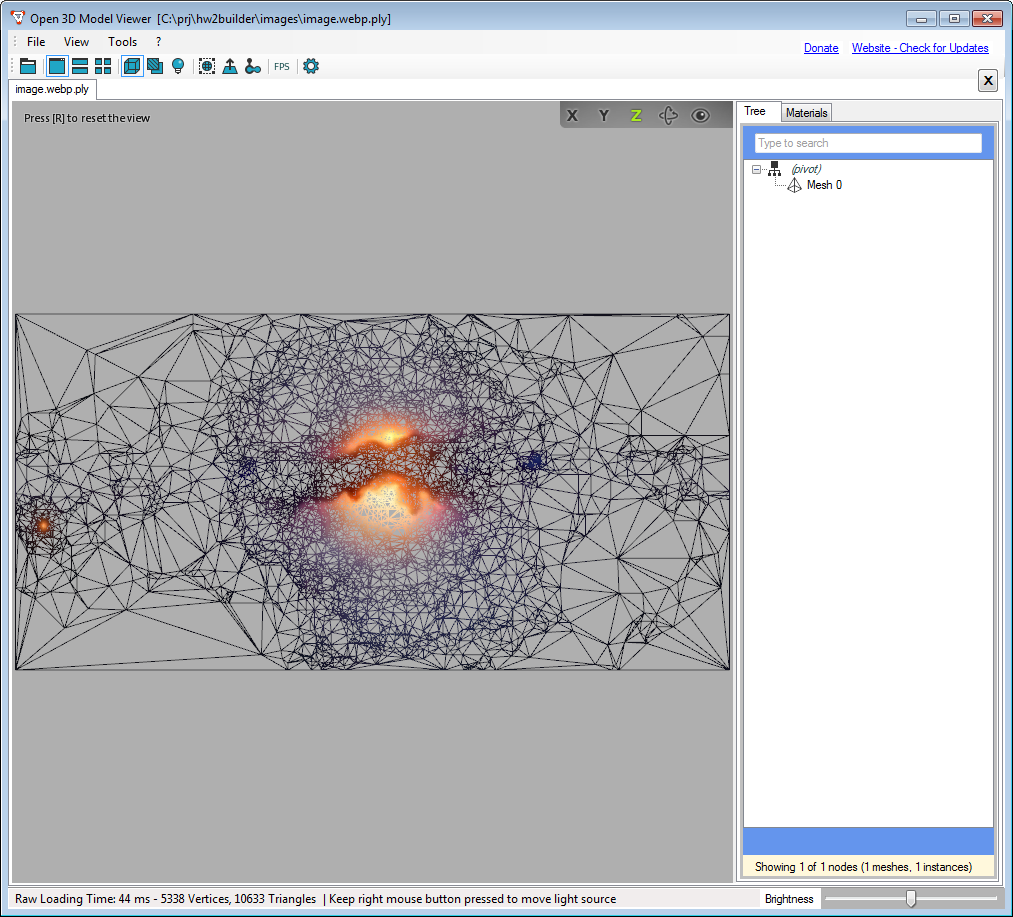 Open 3D Model Viewer  [C:\prj\hw2builder\images\image.webp.ply]
File View Tools ?
Donate Website - Check for Updates
FPS
image.webp.ply
X
Press [R] to reset the view
X Y Z
Tree Materials
Type to search
(pivot)
Mesh 0
Showing 1 of 1 nodes (1 meshes, 1 instances)
Raw Loading Time: 44 ms - 5338 Vertices, 10633 Triangles  | Keep right mouse button pressed to move light source
Brightness